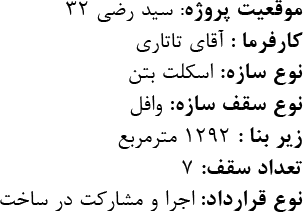 موقعیت پروژه: سید رضی ۳۲
کارفرما : آقای تاتاری
نوع سازه: اسکلت بتن
نوع سقف سازه: وافل
زیر بنا : ۱۲۹۲ مترمربع
تعداد سقف: ۷
نوع قرارداد: اجرا و مشارکت در ساخت